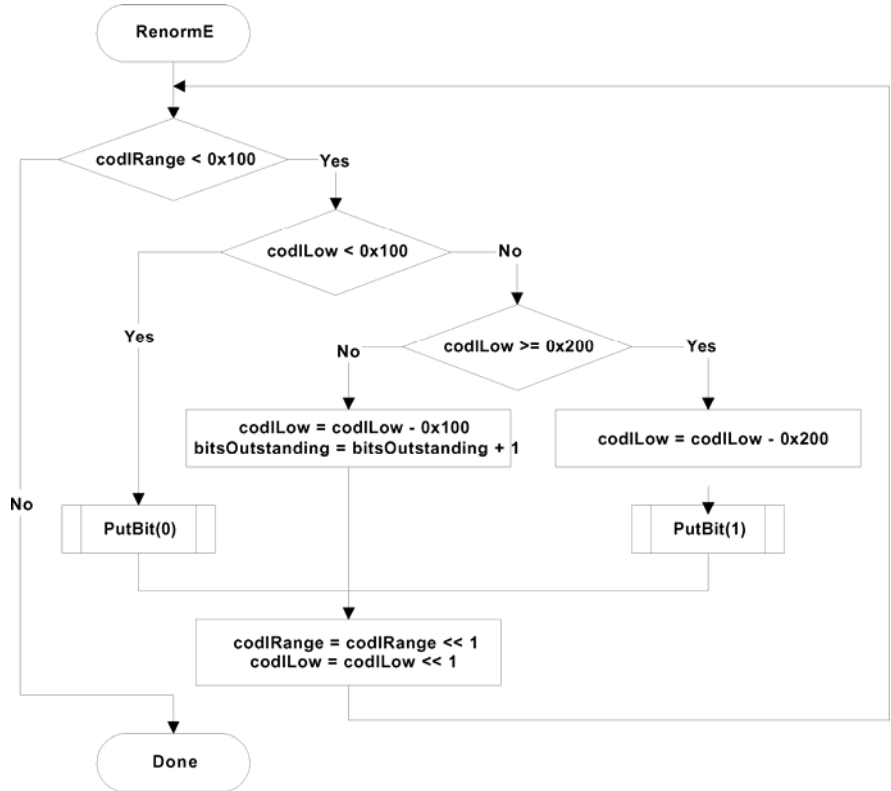 RenormE
codIRange < 0x100
Yes
codILow < 0x100
No
codILow >= 0x200
Yes
No
Yes
codILow = codILow - 0x100
bitsOutstanding = bitsOutstanding + 1
codILow = codILow - 0x200
No
PutBit(0)
PutBit(1)
codIRange = codIRange << 1
codILow = codILow << 1
Done